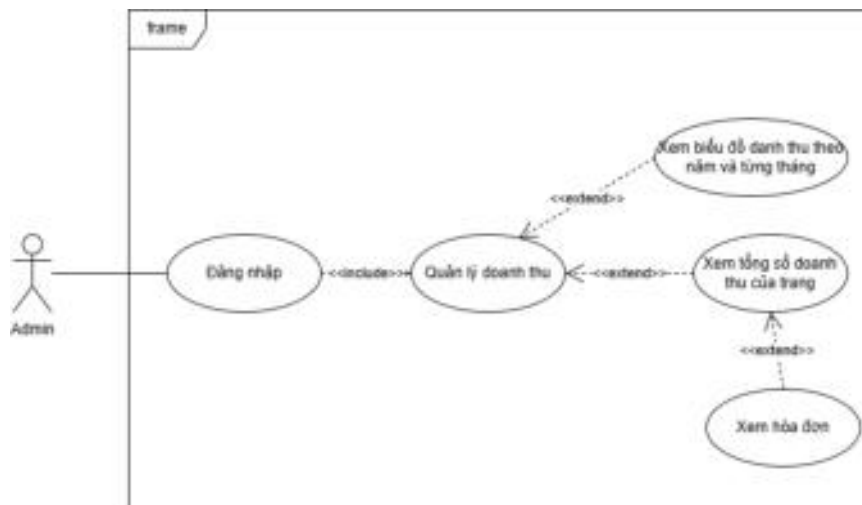 frame
Xem biểu đồ danh thu theo
năm và từng tháng
<<extend>>
Admin
Đăng nhập
<<include>>
Quản lý doanh thu
<<extend>>
Xem tổng số doanh
thu của trang
<<extend>>
Xem hòa đơn